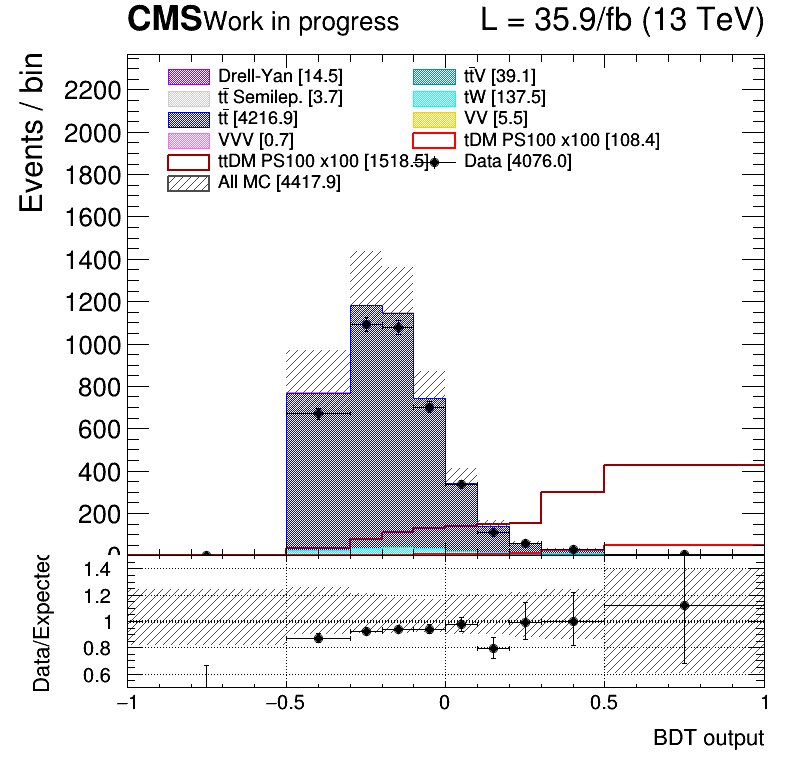 CMS Work in progress L = 35.9/fb (13 TeV)
Events / bin
2200
2000
1800
1600
1400
1200
1000
800
600
400
200
0
Drell-Yan [14.5] tt̄V [39.1]
tt̄ Semilep. [3.7] tW [137.5]
tt̄ [4216.9] VV [5.5]
VVV [0.7] tDM PS100 x100 [108.4]
ttDM PS100 x100 [1518.5] Data [4076.0]
All MC [4417.9]
Data/Expected
1.4
1.2
1
0.8
0.6
−1 −0.5 0 0.5 1
BDT output